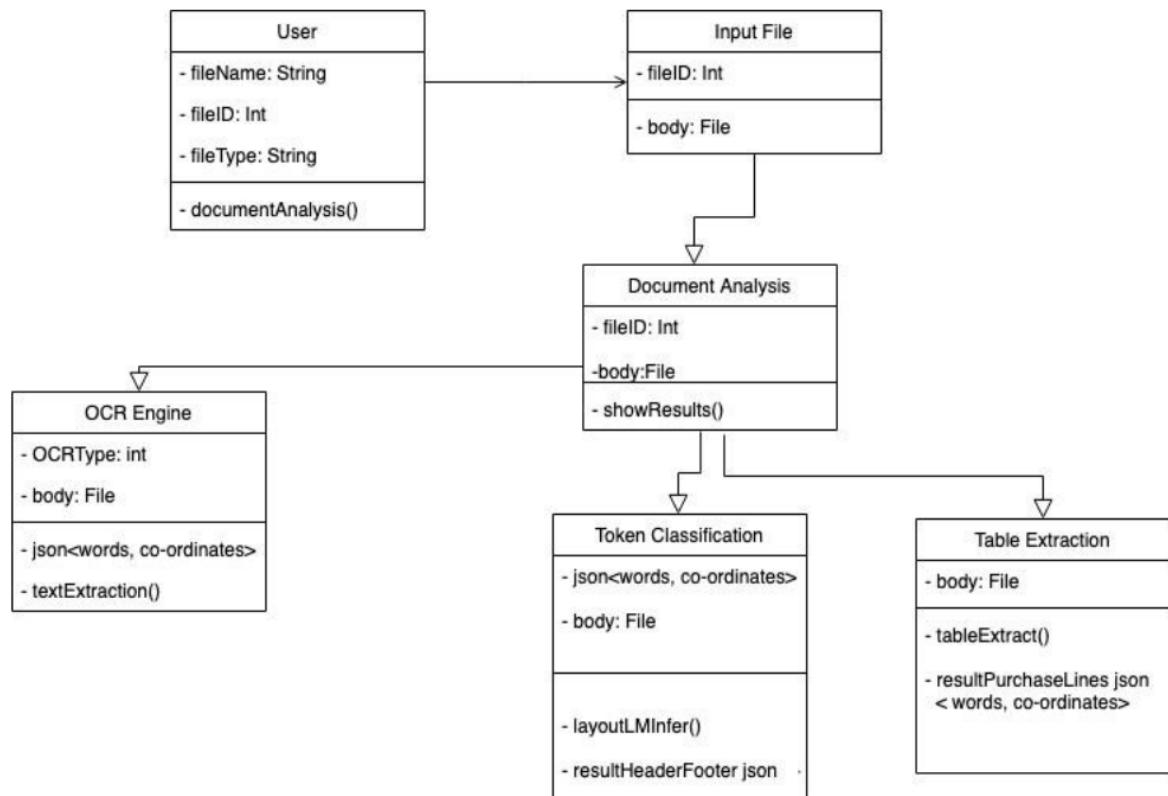 User
- fileName: String
- fileID: Int
- fileType: String
- documentAnalysis()
Input File
- fileID: Int
- body: File
Document Analysis
- fileID: Int
-body:File
- showResults()
OCR Engine
- OCRType: int
- body: File
- json<words, co-ordinates>
- textExtraction()
Token Classification
- json<words, co-ordinates>
- body: File
- layoutLMInfer()
- resultHeaderFooter json
Table Extraction
- body: File
- tableExtract()
- resultPurchaseLines json
< words, co-ordinates>